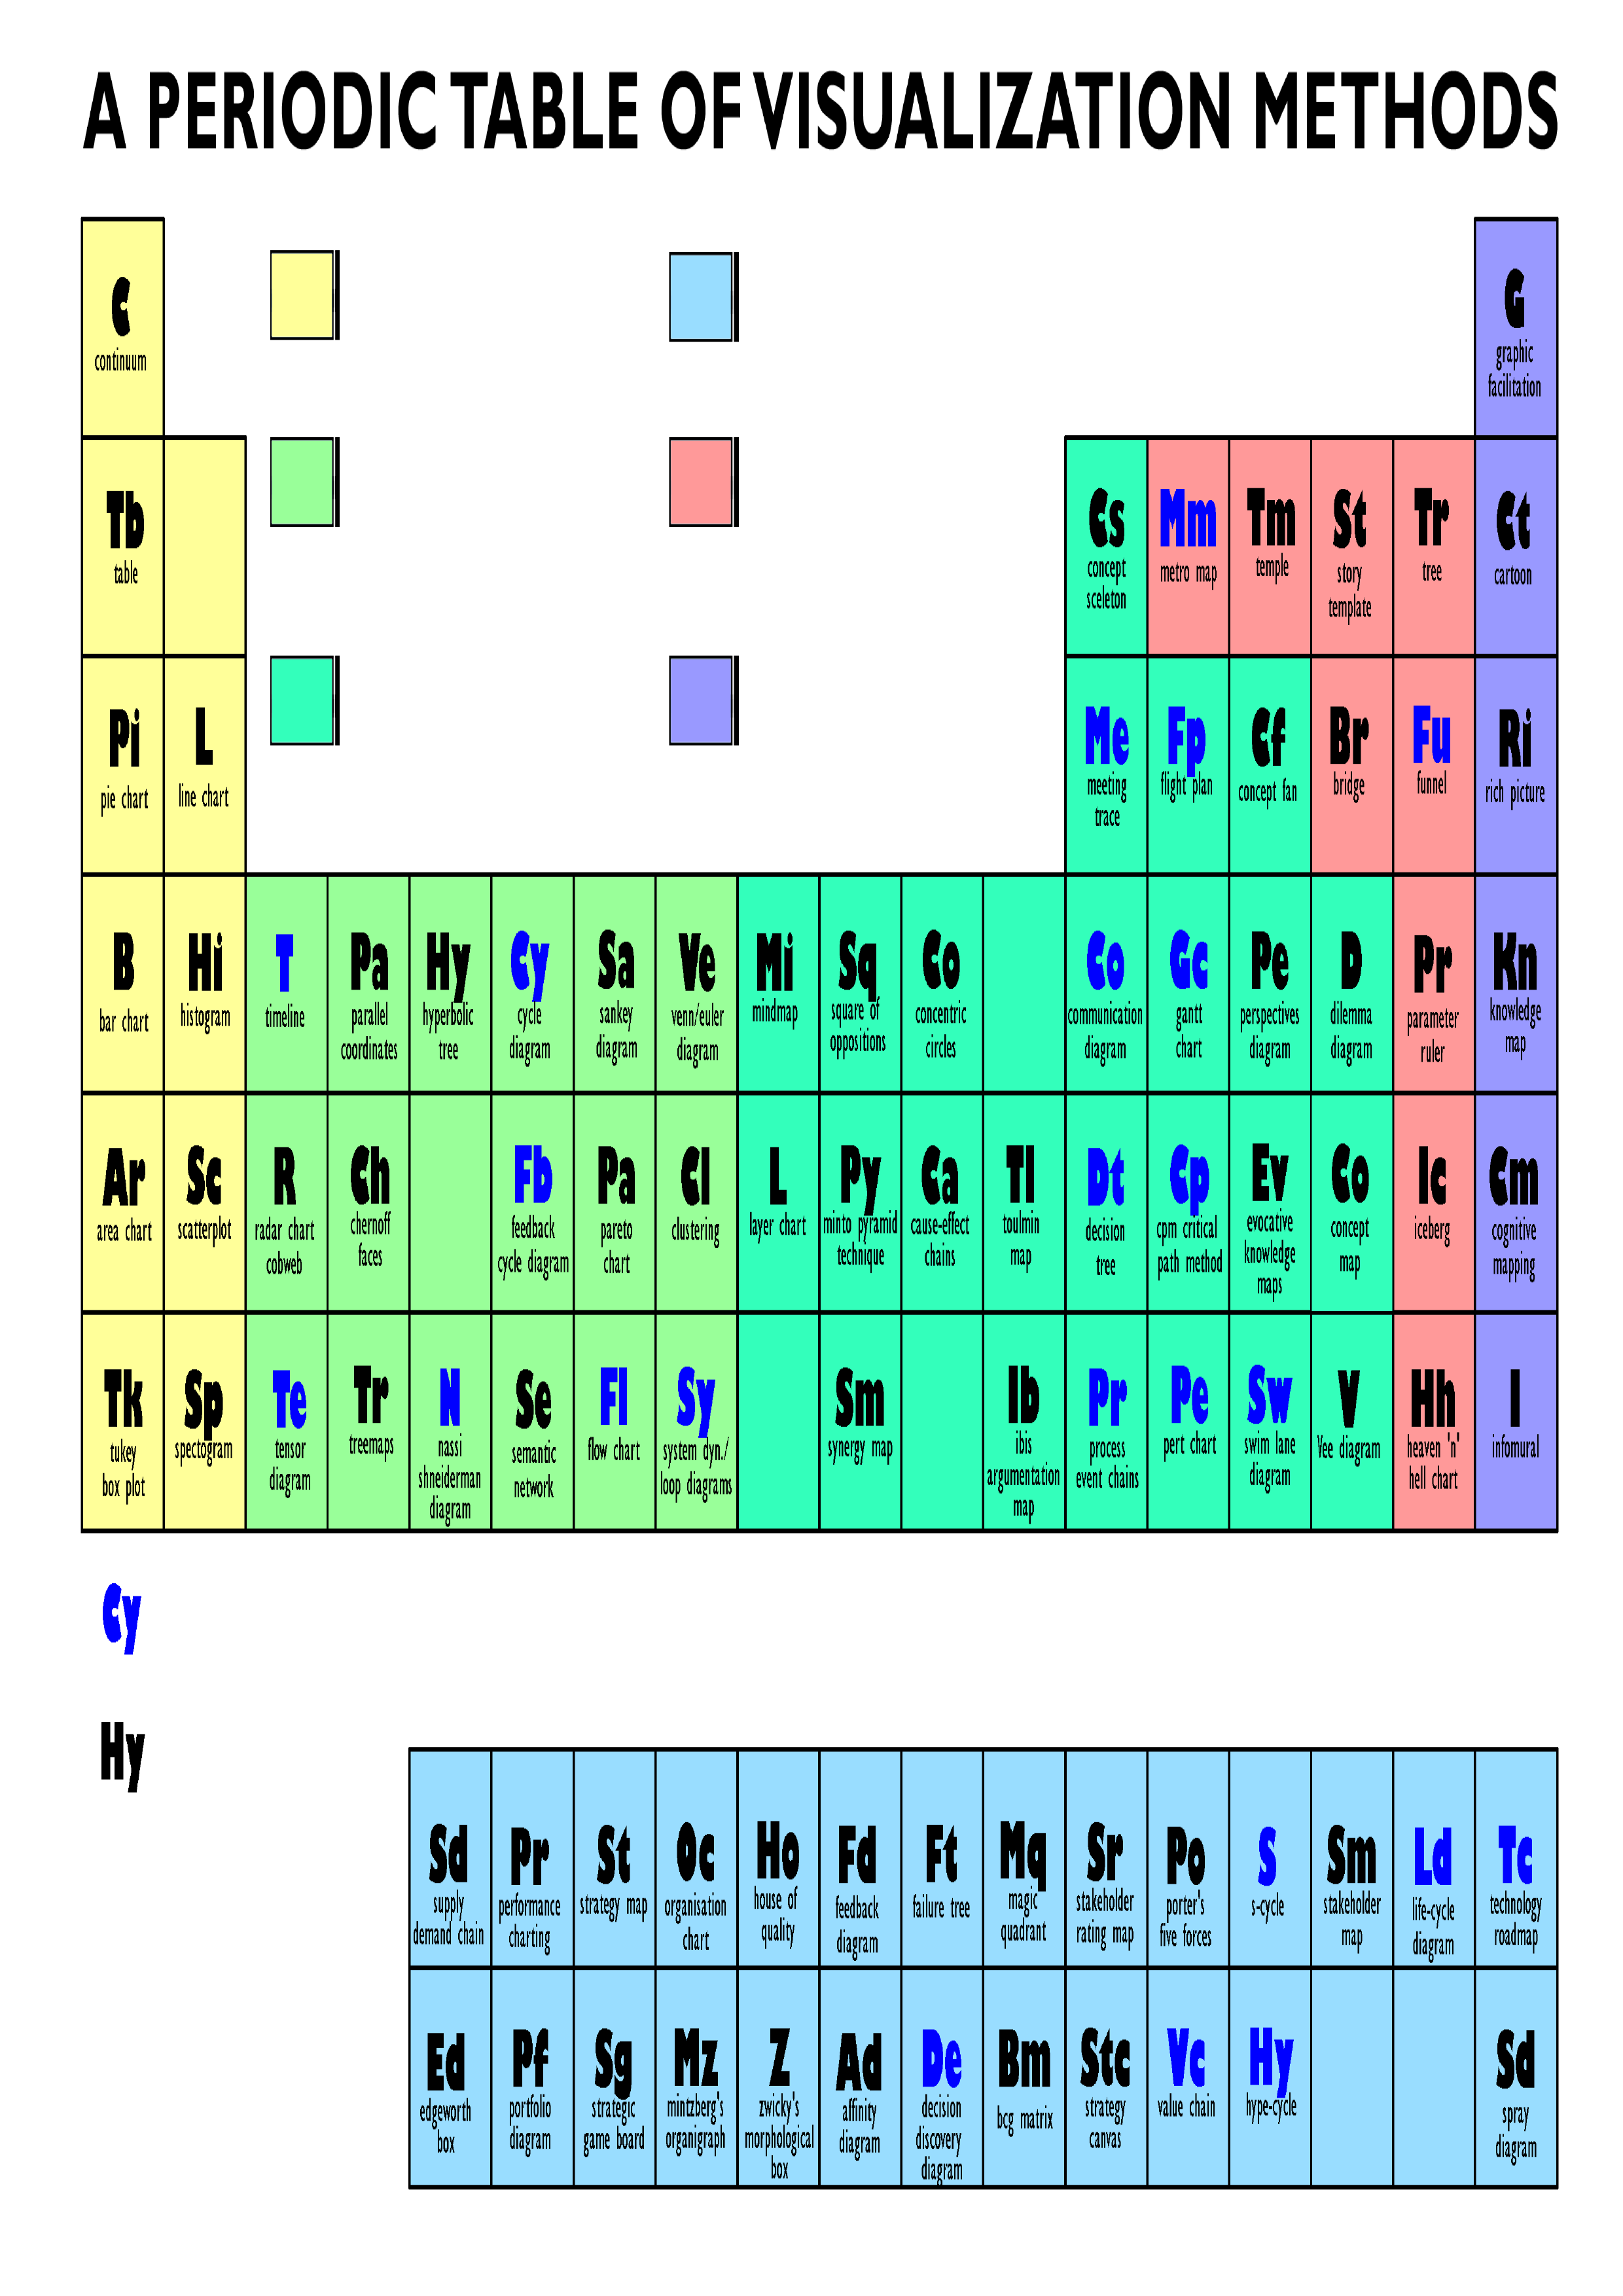 A PERIODIC TABLE OF VISUALIZATION METHODS
C
continuum
G
graphic
facilitation
Tb
table
Cs
concept
sceleton
Mm
metro map
Tm
temple
St
story
template
Tr
tree
Ct
cartoon
Pi
pie chart
L
line chart
Me
meeting
trace
Fp
flight plan
Cf
concept fan
Br
bridge
Fu
funnel
Ri
rich picture
B
bar chart
Hi
histogram
T
timeline
Pa
parallel
coordinates
Hy
hyperbolic
tree
Cy
cycle
diagram
Sa
sankey
diagram
Ve
venn/euler
diagram
Mi
mindmap
Sq
square of
oppositions
Co
concentric
circles
Co
communication
diagram
Gc
gantt
chart
Pe
perspectives
diagram
D
dilemma
diagram
Pr
parameter
ruler
Kn
knowledge
map
Ar
area chart
Sc
scatterplot
R
radar chart
cobweb
Ch
chernoff
faces
Fb
feedback
cycle diagram
Pa
pareto
chart
Cl
clustering
L
layer chart
Py
minto pyramid
technique
Ca
cause-effect
chains
Tl
toulmin
map
Dt
decision
tree
Cp
cpm critical
path method
Ev
evocative
knowledge
maps
Co
concept
map
Ic
iceberg
Cm
cognitive
mapping
Tk
tukey
box plot
Sp
spectogram
Te
tensor
diagram
Tr
treemaps
N
nassi
shneiderman
diagram
Se
semantic
network
Fl
flow chart
Sy
system dyn./
loop diagrams
Sm
synergy map
Ib
ibis
argumentation
map
Pr
process
event chains
Pe
pert chart
Sw
swim lane
diagram
V
Vee diagram
Hh
heaven 'n'
hell chart
I
infomural
Cy
Hy
Sd
supply
demand chain
Pr
performance
charting
St
strategy map
Oc
organisation
chart
Ho
house of
quality
Fd
feedback
diagram
Ft
failure tree
Mq
magic
quadrant
Sr
stakeholder
rating map
Po
porter's
five forces
S
s-cycle
Sm
stakeholder
map
Ld
life-cycle
diagram
Tc
technology
roadmap
Ed
edgeworth
box
Pf
portfolio
diagram
Sg
strategic
game board
Mz
mintzberg's
organigraph
Z
zwicky's
morphological
box
Ad
affinity
diagram
De
decision
discovery
diagram
Bm
bcg matrix
Stc
strategy
canvas
Vc
value chain
Hy
hype-cycle
Sd
spray
diagram